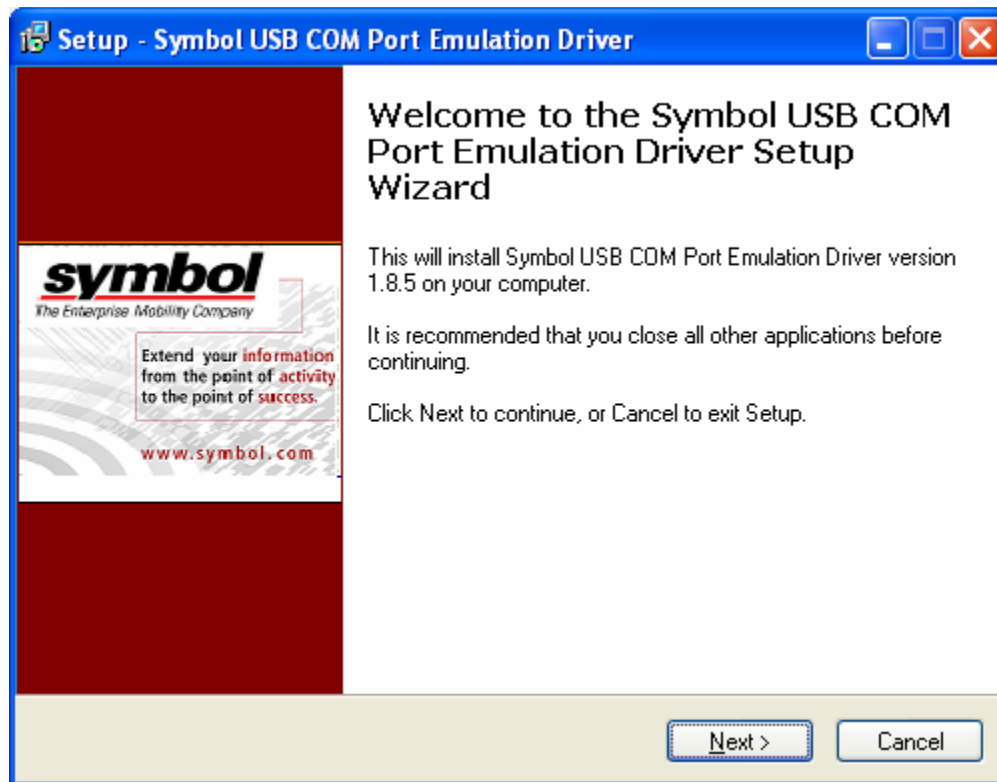 Setup - Symbol USB COM Port Emulation Driver
Welcome to the Symbol USB COM
Port Emulation Driver Setup
Wizard
This will install Symbol USB COM Port Emulation Driver version
1.8.5 on your computer.
It is recommended that you close all other applications before
continuing.
Click Next to continue, or Cancel to exit Setup.
symbol
The Enterprise Mobility Company
Extend your information
from the point of activity
to the point of success.
www.symbol.com
Next >
Cancel